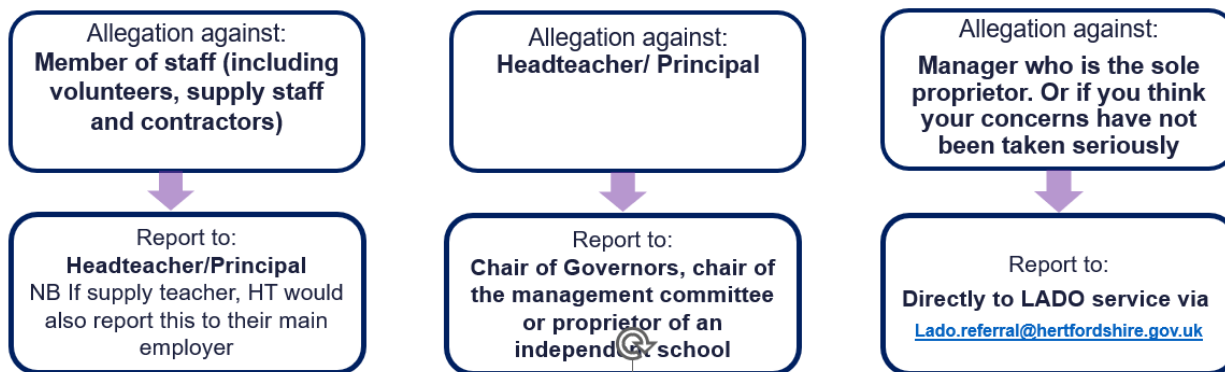 Allegation against:
Member of staff (including
volunteers, supply staff
and contractors)
Report to:
Headteacher/Principal
NB If supply teacher, HT would
also report this to their main
employer
Allegation against:
Headteacher/ Principal
Report to:
Chair of Governors, chair of
the management committee
or proprietor of an
independent school
Allegation against:
Manager who is the sole
proprietor. Or if you think
your concerns have not
been taken seriously
Report to:
Directly to LADO service via
Lado.referral@hertfordshire.gov.uk